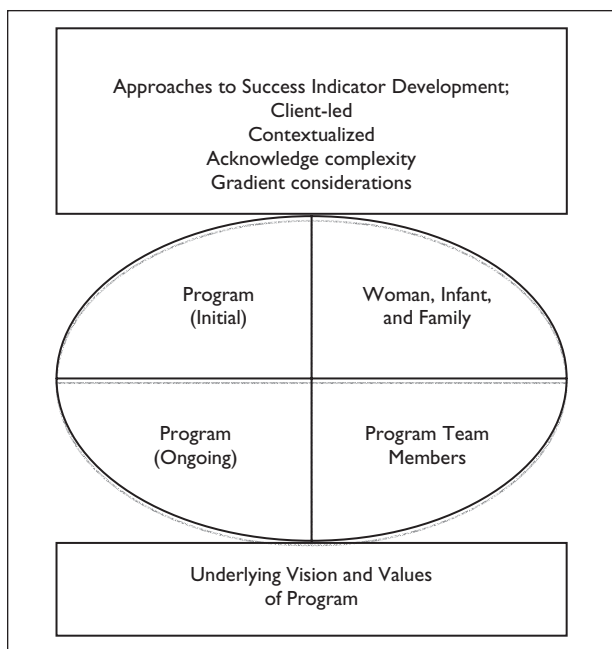 Approaches to Success Indicator Development;
Client-led
Contextualized
Acknowledge complexity
Gradient considerations
Program
(Initial)
Woman, Infant,
and Family
Program
(Ongoing)
Program Team
Members
Underlying Vision and Values
of Program